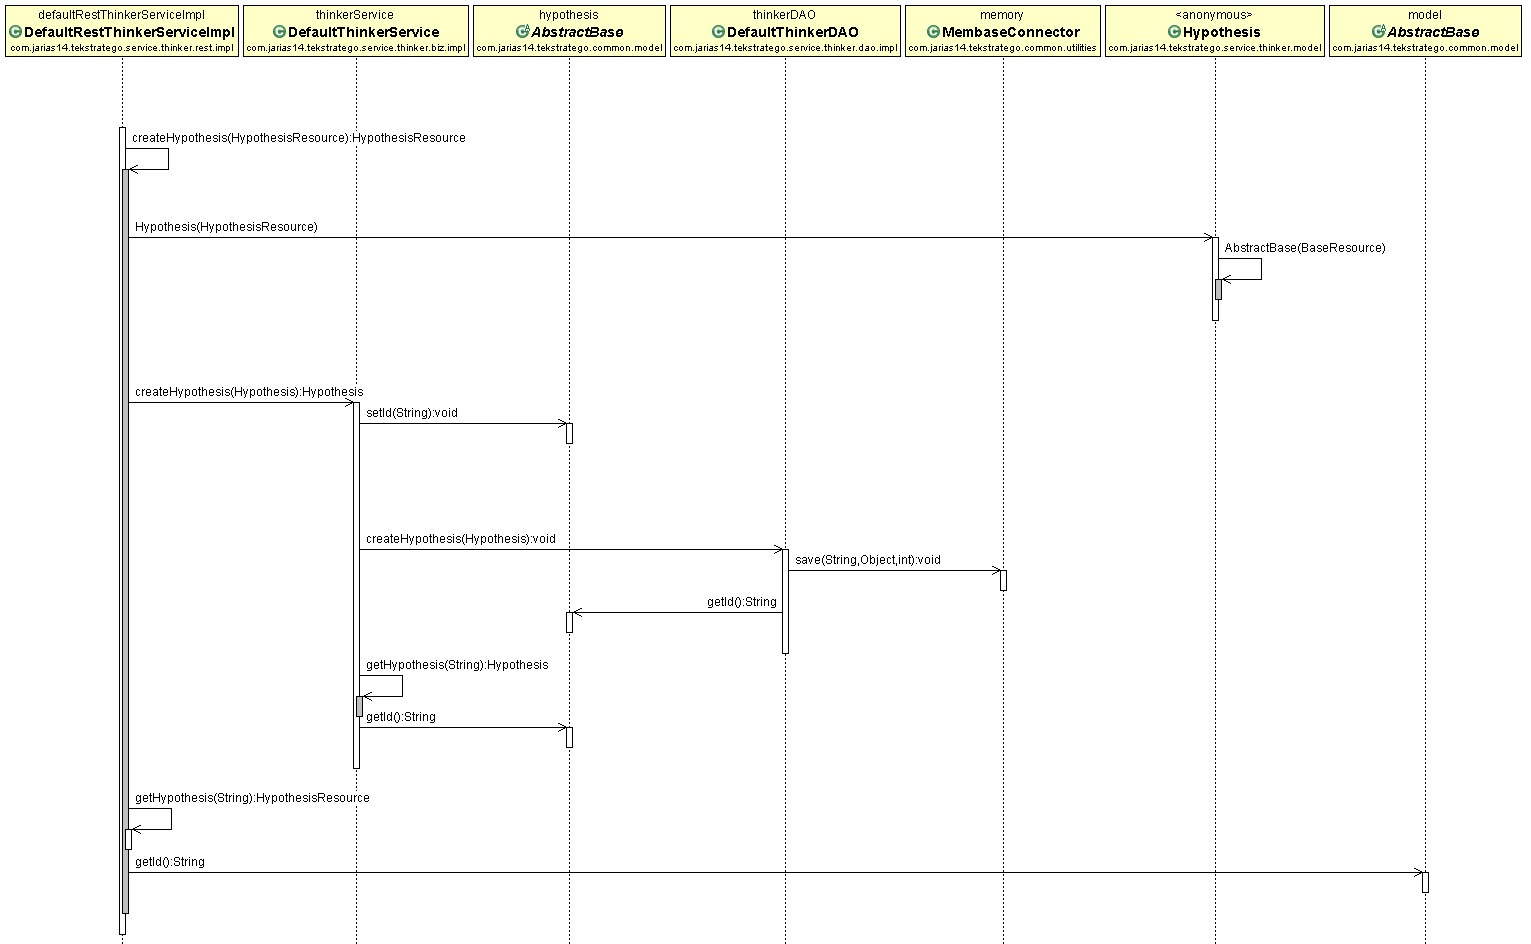 defaultRestThinkerServiceImpl
DefaultRestThinkerServiceImpl
com.jarias14.tekstratego.service.thinker.rest.impl
thinkerService
DefaultThinkerService
com.jarias14.tekstratego.service.thinker.biz.impl
hypothesis
AbstractBase
com.jarias14.tekstratego.common.model
thinkerDAO
DefaultThinkerDAO
com.jarias14.tekstratego.service.thinker.dao.impl
memory
MembaseConnector
com.jarias14.tekstratego.common.utilities
<anonymous>
Hypothesis
com.jarias14.tekstratego.service.thinker.model
model
AbstractBase
com.jarias14.tekstratego.common.model
createHypothesis(HypothesisResource):HypothesisResource
Hypothesis(HypothesisResource)
AbstractBase(BaseResource)
createHypothesis(Hypothesis):Hypothesis
setId(String):void
createHypothesis(Hypothesis):void
save(String,Object,int):void
getId():String
getHypothesis(String):Hypothesis
getId():String
getHypothesis(String):HypothesisResource
getId():String